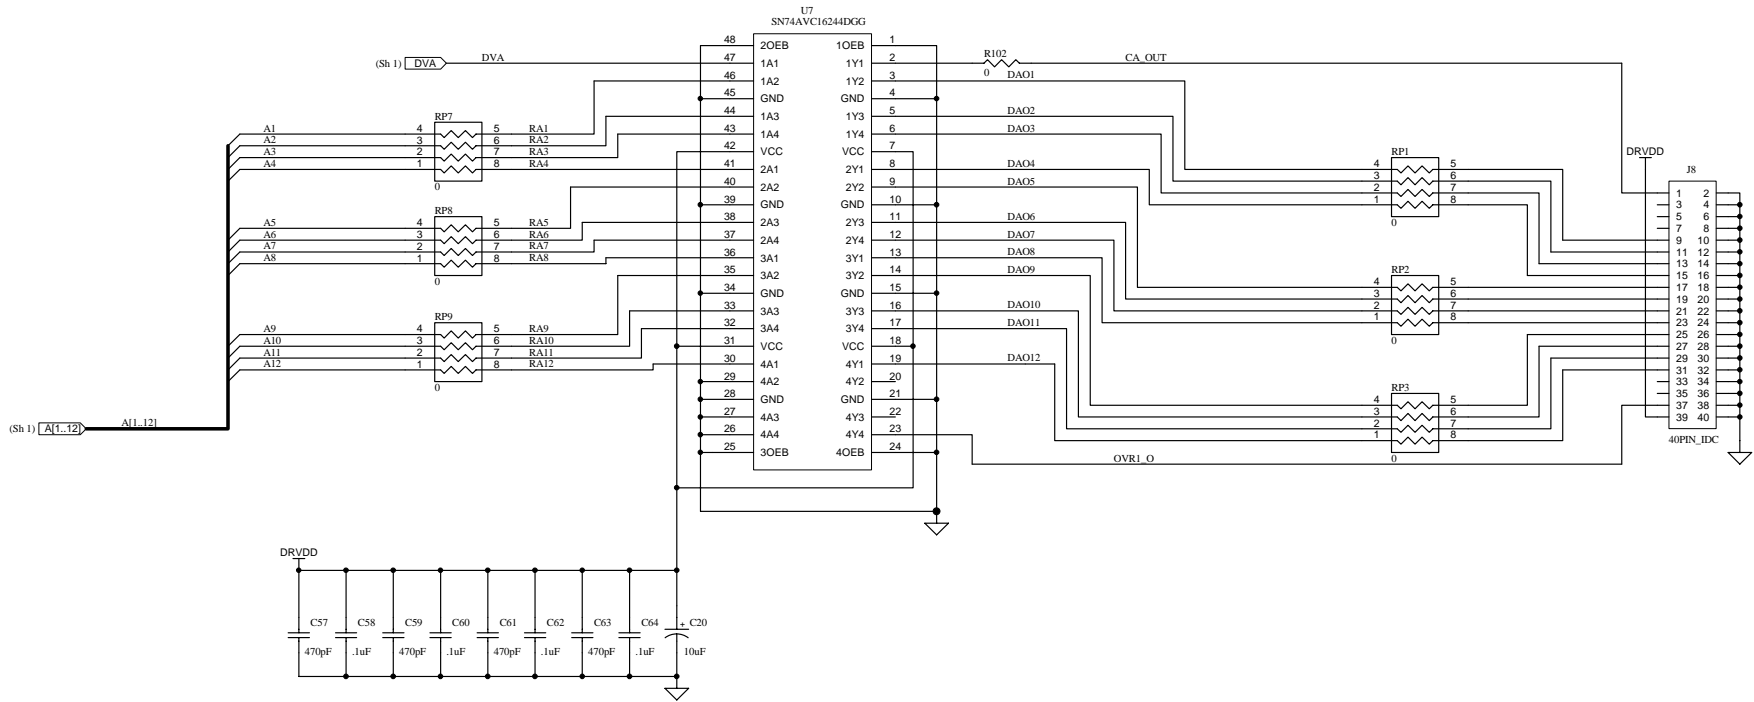 U7
SN74AVC16244DGG
48 2OEB 1OEB 1
(Sh 1) DVA DVA 47 1A1 1Y1 2 R102 0 CA_OUT
46 1A2 1Y2 3 DAO1
45 GND GND 4
44 1A3 1Y3 5 DAO2
43 1A4 1Y4 6 DAO3
42 VCC VCC 7
41 2A1 2Y1 8 DAO4
40 2A2 2Y2 9 DAO5
39 GND GND 10
38 2A3 2Y3 11 DAO6
37 2A4 2Y4 12 DAO7
36 3A1 3Y1 13 DAO8
35 3A2 3Y2 14 DAO9
34 GND GND 15
33 3A3 3Y3 16 DAO10
32 3A4 3Y4 17 DAO11
31 VCC VCC 18
30 4A1 4Y1 19 DAO12
29 4A2 4Y2 20
28 GND GND 21
27 4A3 4Y3 22
26 4A4 4Y4 23
25 3OEB 4OEB 24
OVR1_O
RP7
A1 4 5 RA1
A2 3 6 RA2
A3 2 7 RA3
A4 1 8 RA4
0
RP8
A5 4 5 RA5
A6 3 6 RA6
A7 2 7 RA7
A8 1 8 RA8
0
RP9
A9 4 5 RA9
A10 3 6 RA10
A11 2 7 RA11
A12 1 8 RA12
0
(Sh 1) A[1..12] A[1..12]
RP1
4 5
3 6
2 7
1 8
0
RP2
4 5
3 6
2 7
1 8
0
RP3
4 5
3 6
2 7
1 8
0
DRVDD
J8
1 2
3 4
5 6
7 8
9 10
11 12
13 14
15 16
17 18
19 20
21 22
23 24
25 26
27 28
29 30
31 32
33 34
35 36
37 38
39 40
40PIN_IDC
DRVDD
C57 C58 C59 C60 C61 C62 C63 C64 + C20
470pF .1uF 470pF .1uF 470pF .1uF 470pF .1uF 10uF